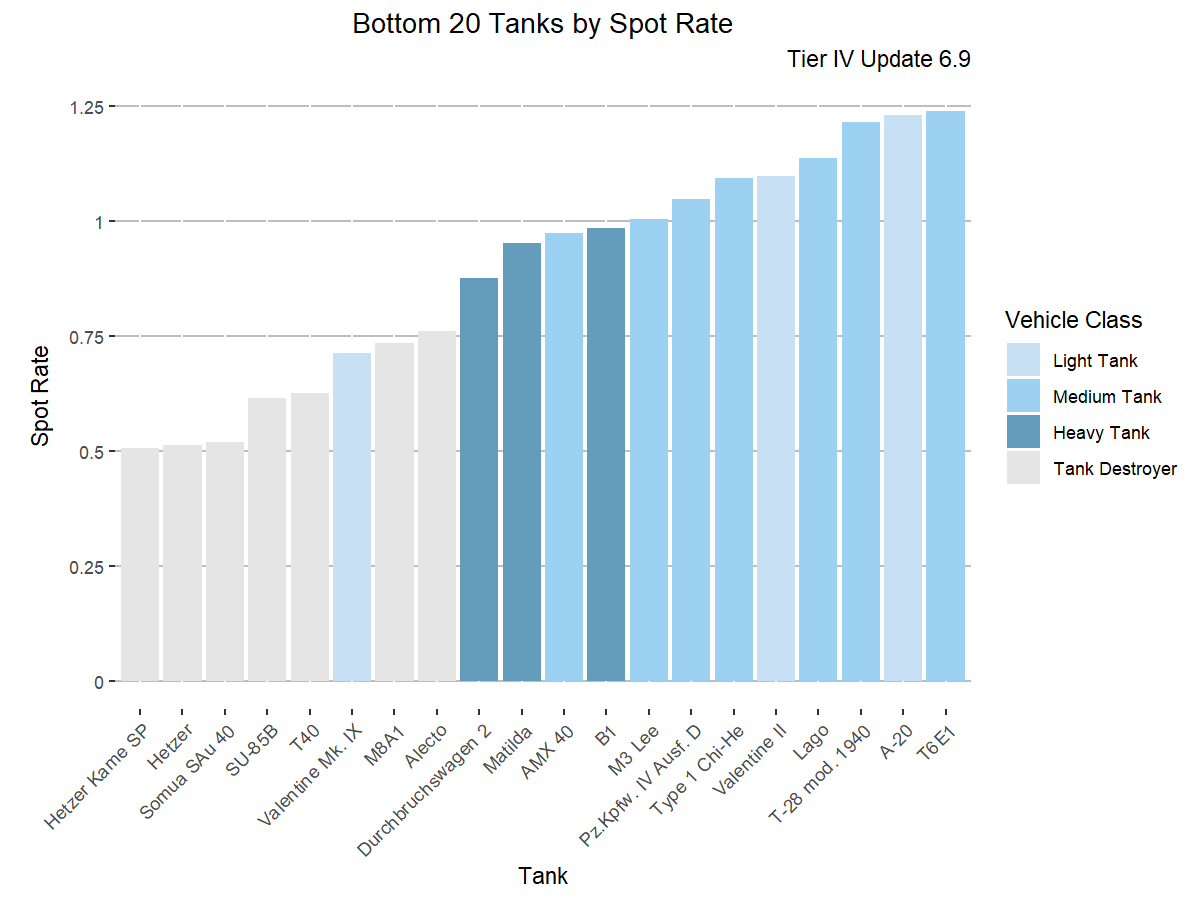 Bottom 20 Tanks by Spot Rate
Tier IV Update 6.9
Spot Rate
1.25
1
0.75
0.5
0.25
0
Hetzer Kame SP
Hetzer
Somua SAu 40
SU-85B
T40
Valentine Mk. IX
M8A1
Alecto
Durchbruchswagen 2
Matilda
AMX 40
B1
M3 Lee
Pz.Kpfw. IV Ausf. D
Type 1 Chi-He
Valentine II
Lago
T-28 mod. 1940
A-20
T6E1
Tank
Vehicle Class
Light Tank
Medium Tank
Heavy Tank
Tank Destroyer